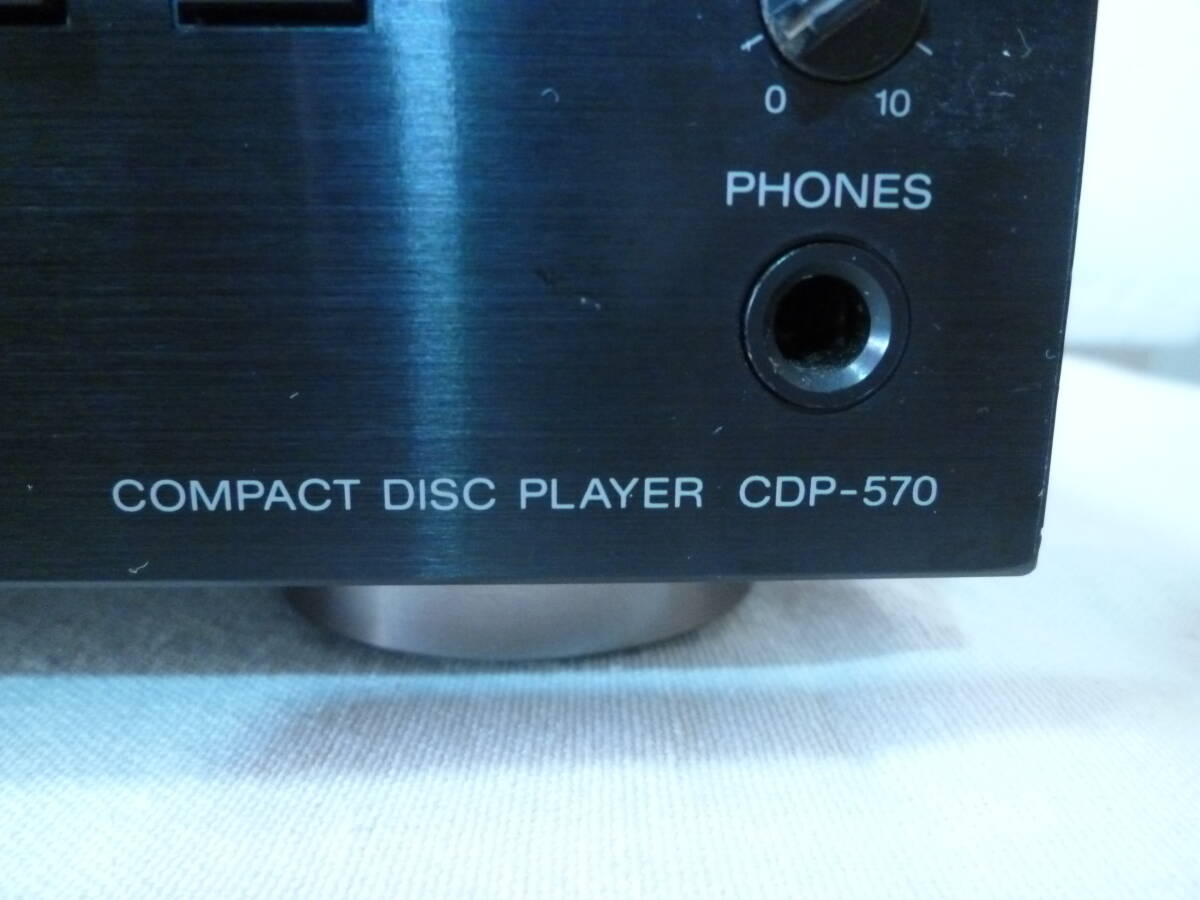 0 10
PHONES
COMPACT DISC PLAYER CDP-570